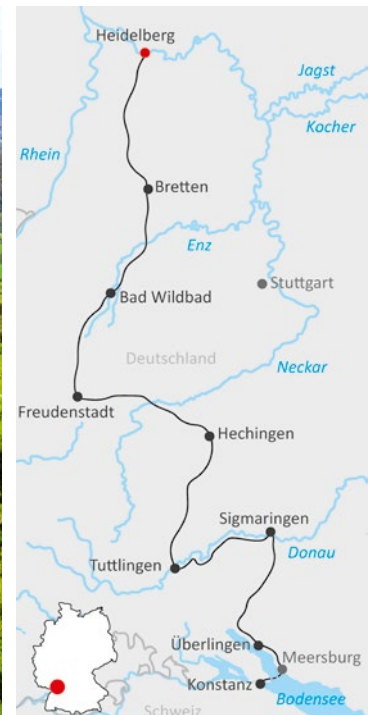 Heidelberg
Jagst
Kocher
Rhein
Bretten
Enz
Stuttgart
Bad Wildbad
Deutschland
Neckar
Freudenstadt
Hechingen
Sigmaringen
Donau
Tuttlingen
Überlingen
Meersburg
Konstanz
Bodensee
Schweiz